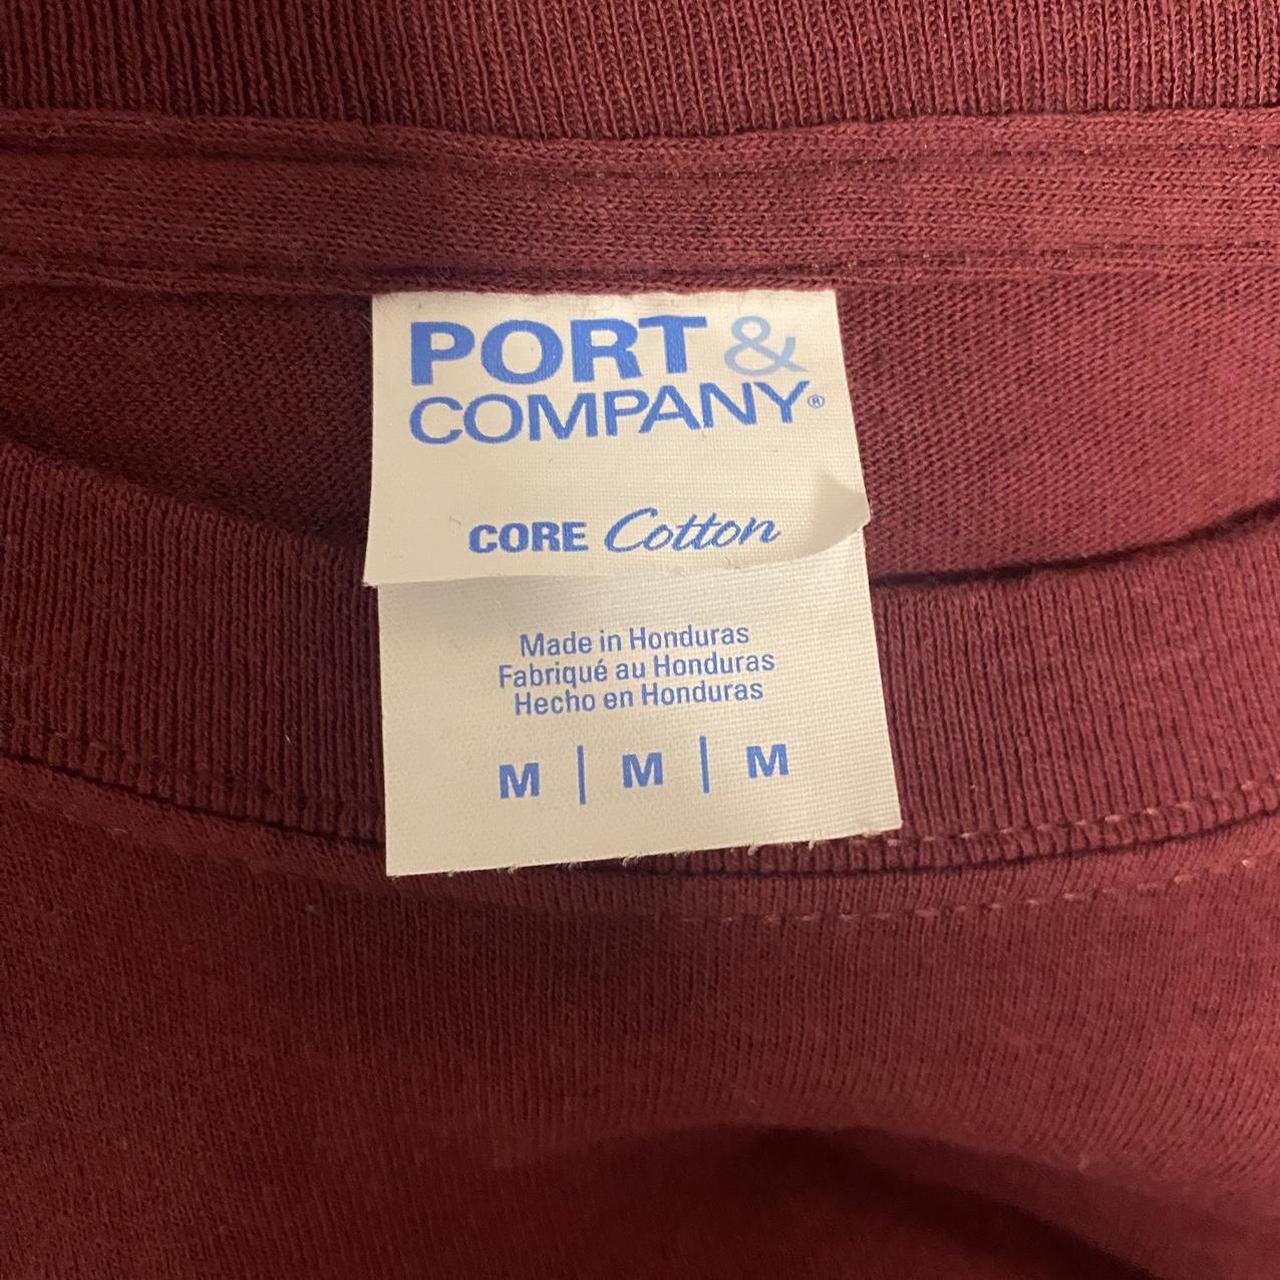 PORT &
COMPANY®
CORE Cotton
Made in Honduras
Fabriqué au Honduras
Hecho en Honduras
M | M | M